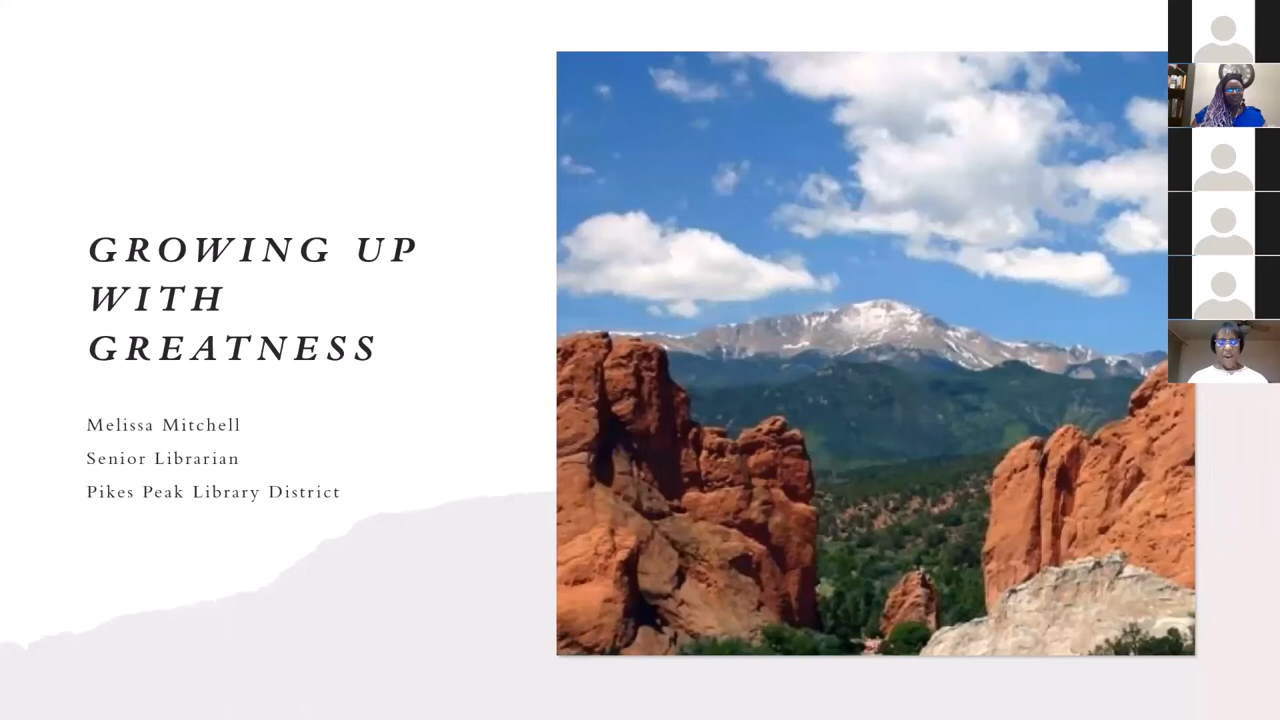 GROWING UP
WITH
GREATNESS
Melissa Mitchell
Senior Librarian
Pikes Peak Library District